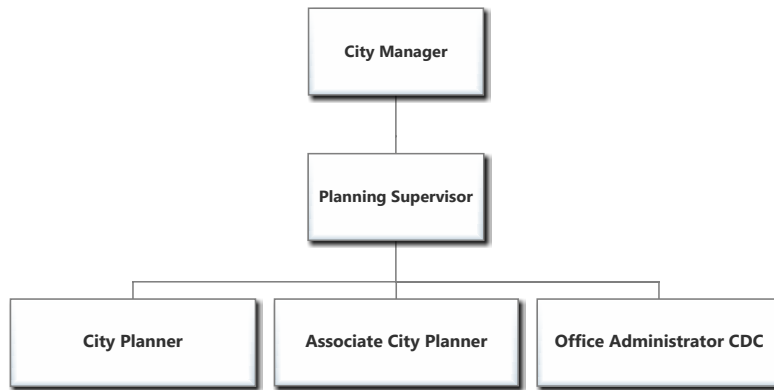 City Manager
Planning Supervisor
City Planner
Associate City Planner
Office Administrator CDC